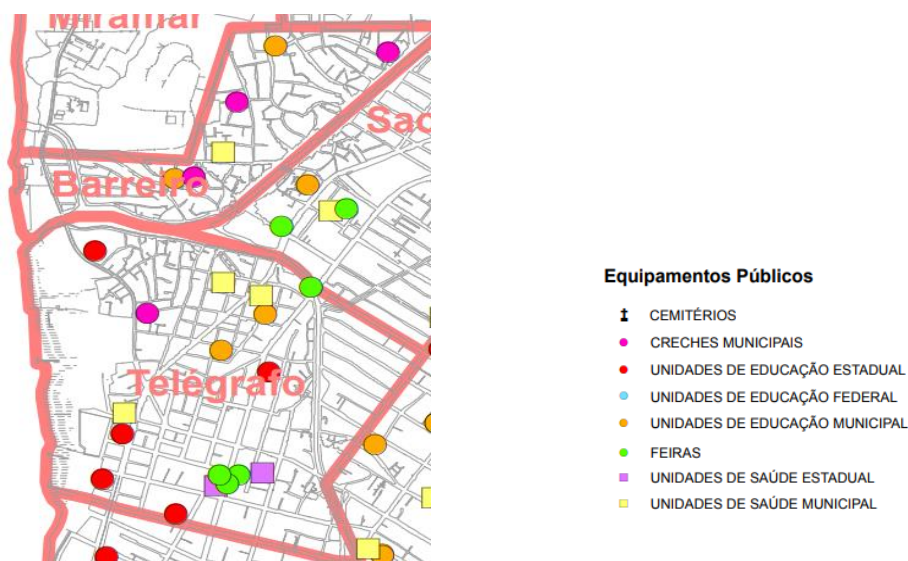 Miramar
Sac
Barreiro
Telégrafo
Equipamentos Públicos
CEMITÉRIOS
CRECHES MUNICIPAIS
UNIDADES DE EDUCAÇÃO ESTADUAL
UNIDADES DE EDUCAÇÃO FEDERAL
UNIDADES DE EDUCAÇÃO MUNICIPAL
FEIRAS
UNIDADES DE SAÚDE ESTADUAL
UNIDADES DE SAÚDE MUNICIPAL